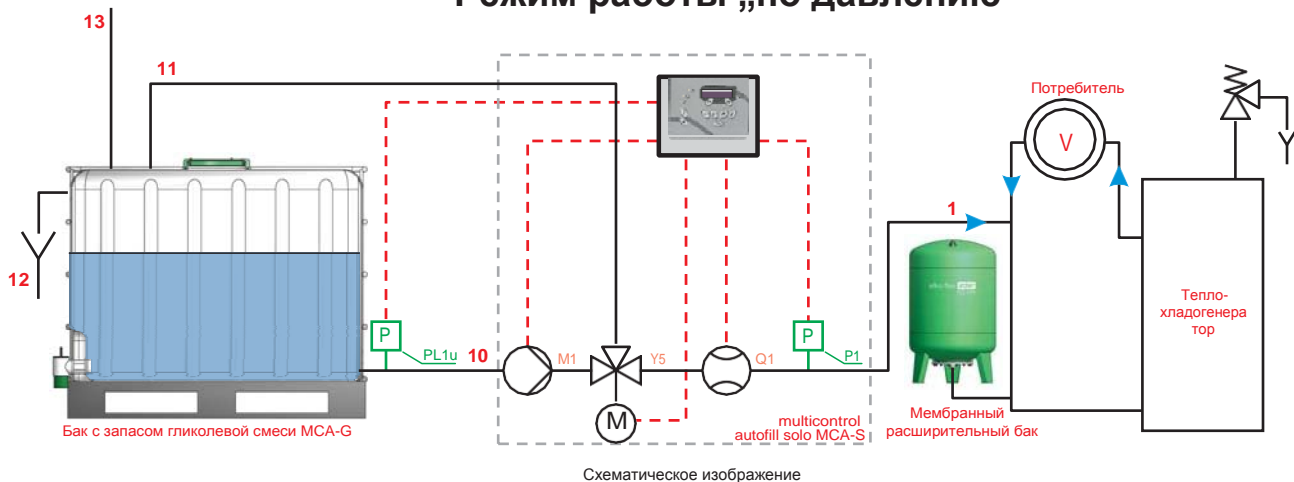 Режим работы „по давлению“
13
11
Потребитель
V
1
12
P
PL1u
10
M1
Y5
Q1
P
P1
M
Тепло-
хладогенера
тор
Бак с запасом гликолевой смеси MCA-G
multicontrol
autofill solo MCA-S
Мембранный
расширительный бак
Схематическое изображение